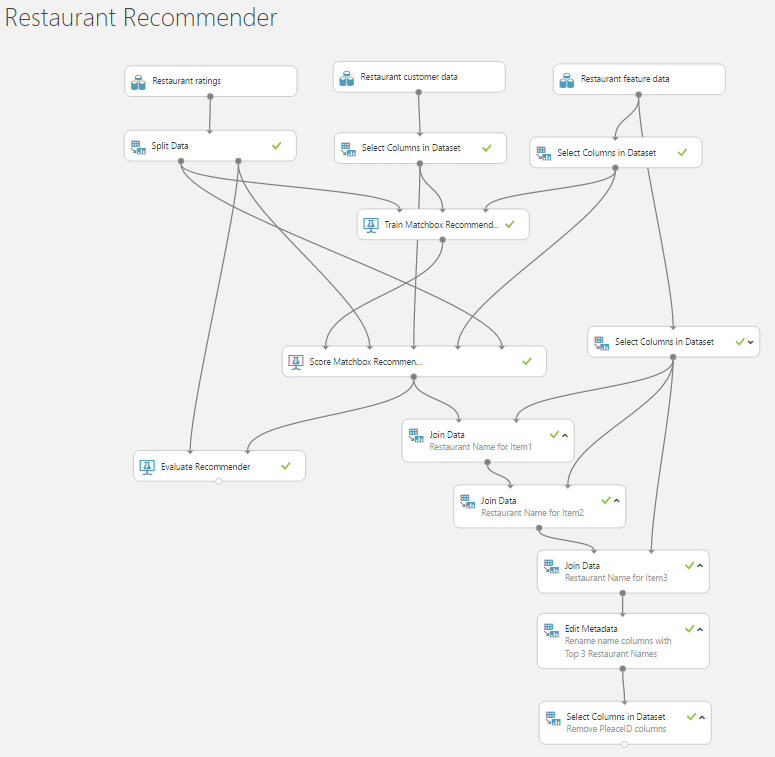 Restaurant Recommender
Restaurant ratings
Restaurant customer data
Restaurant feature data
Split Data
Select Columns in Dataset
Select Columns in Dataset
Train Matchbox Recommend...
Select Columns in Dataset
Score Matchbox Recommen...
Join Data
Restaurant Name for Item1
Evaluate Recommender
Join Data
Restaurant Name for Item2
Join Data
Restaurant Name for Item3
Edit Metadata
Rename name columns with
Top 3 Restaurant Names
Select Columns in Dataset
Remove PleaceID columns